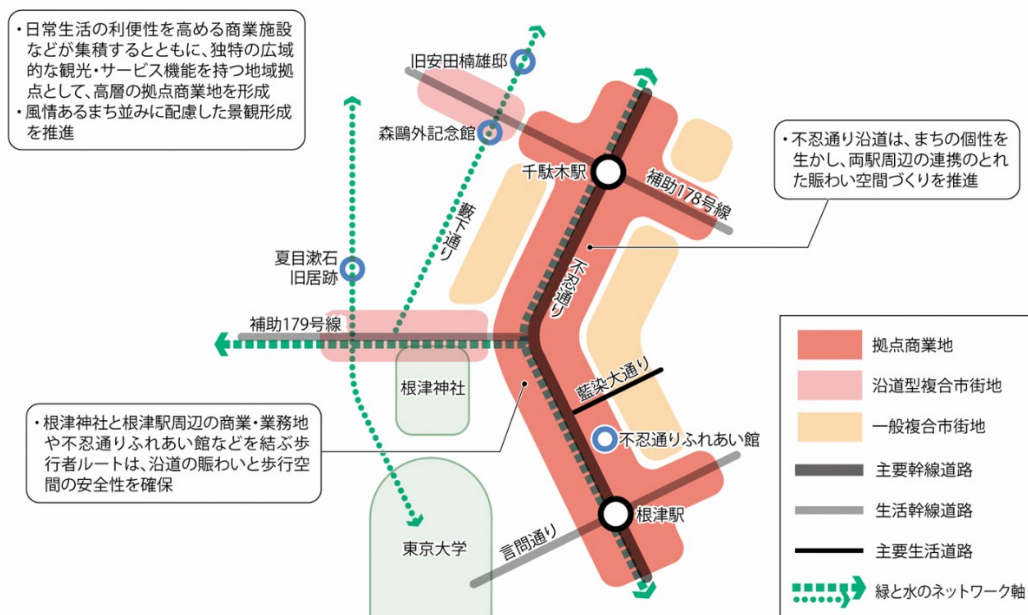 ・日常生活の利便性を高める商業施設
などが集積するとともに、独特の広域
的な観光・サービス機能を持つ地域拠
点として、高層の拠点商業地を形成
・風情あるまち並みに配慮した景観形成
を推進
旧安田楠雄邸
森鷗外記念館
千駄木駅
補助178号線
・不忍通り沿道は、まちの個性を
生かし、両駅周辺の連携のとれ
た賑わい空間づくりを推進
藪下通り
夏目漱石
旧居跡
不忍通り
補助179号線
根津神社
藍染大通り
・根津神社と根津駅周辺の商業・業務地
や不忍通りふれあい館などを結ぶ歩
行者ルートは、沿道の賑わいと歩行空
間の安全性を確保
不忍通りふれあい館
根津駅
言問通り
東京大学
拠点商業地
沿道型複合市街地
一般複合市街地
主要幹線道路
生活幹線道路
主要生活道路
緑と水のネットワーク軸